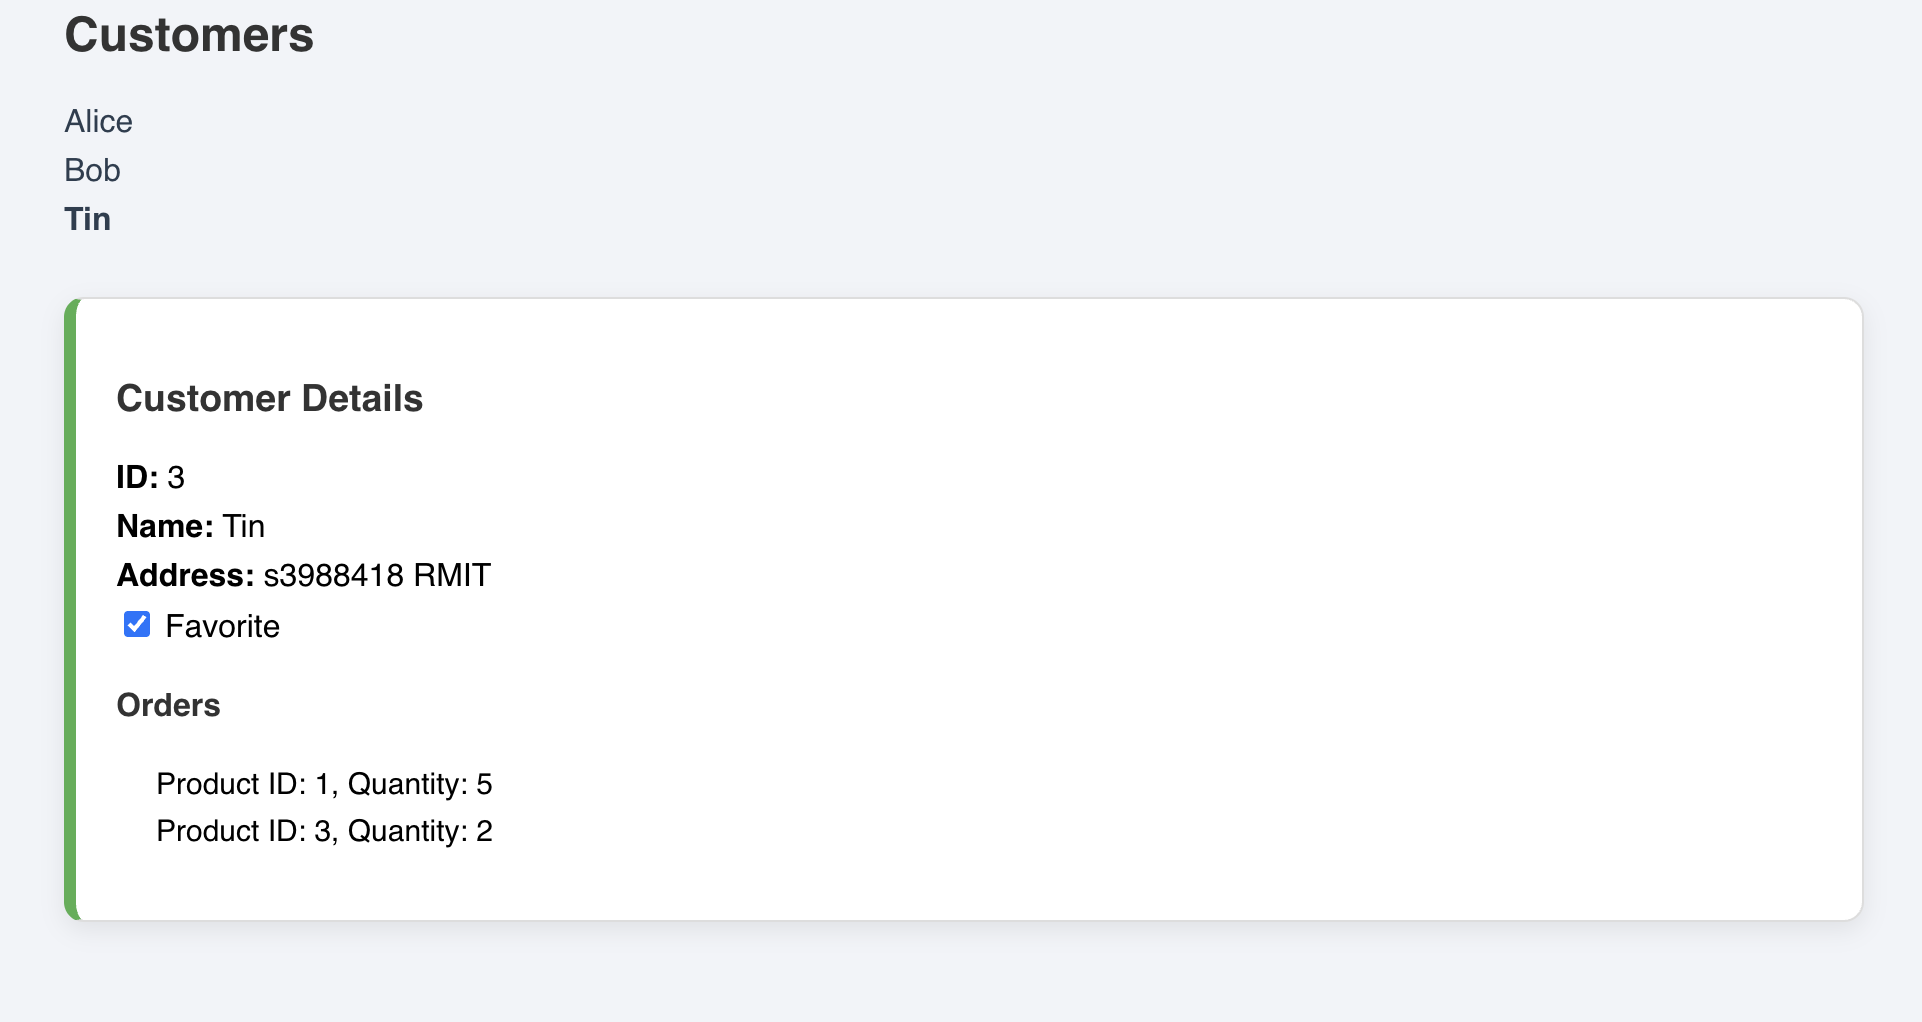 Customers
Alice
Bob
Tin
Customer Details
ID: 3
Name: Tin
Address: s3988418 RMIT
Favorite
Orders
Product ID: 1, Quantity: 5
Product ID: 3, Quantity: 2